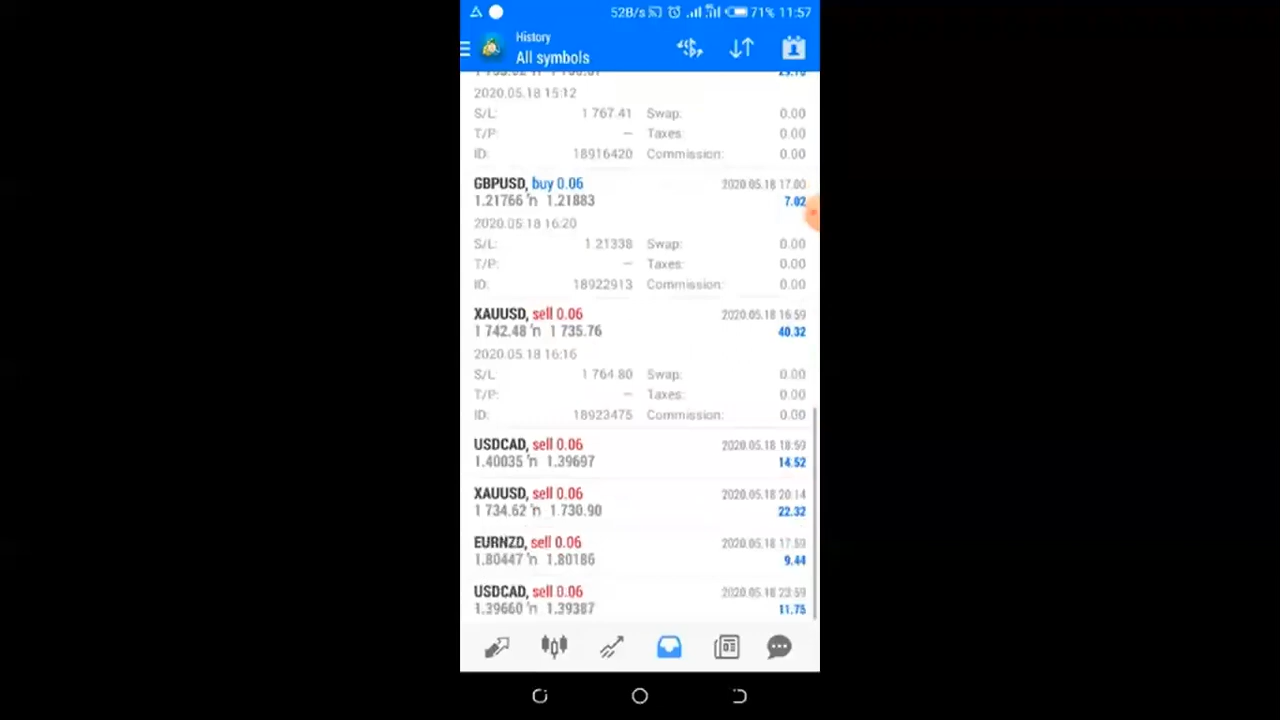 52B/s 71% 11:57
History
All symbols
2020.05.18 15:12
S/L: 1 767.41 Swap: 0.00
T/P: – Taxes: 0.00
ID: 18916420 Commission: 0.00
GBPUSD, buy 0.06 2020.05.18 17:00
1.21766 'n 1.21883 7.02
2020.05.18 16:20
S/L: 1.21338 Swap: 0.00
T/P: – Taxes: 0.00
ID: 18922913 Commission: 0.00
XAUUSD, sell 0.06 2020.05.18 16:59
1 742.48 'n 1 735.76 40.32
2020.05.18 16:16
S/L: 1 764.80 Swap: 0.00
T/P: – Taxes: 0.00
ID: 18923475 Commission: 0.00
USDCAD, sell 0.06 2020.05.18 18:59
1.40035 'n 1.39697 14.52
XAUUSD, sell 0.06 2020.05.18 20:14
1 734.62 'n 1.730.90 22.32
EURNZD, sell 0.06 2020.05.18 17:59
1.80447 'n 1.80186 9.44
USDCAD, sell 0.06 2020.05.18 23:59
1.39660 'n 1.39387 11.75